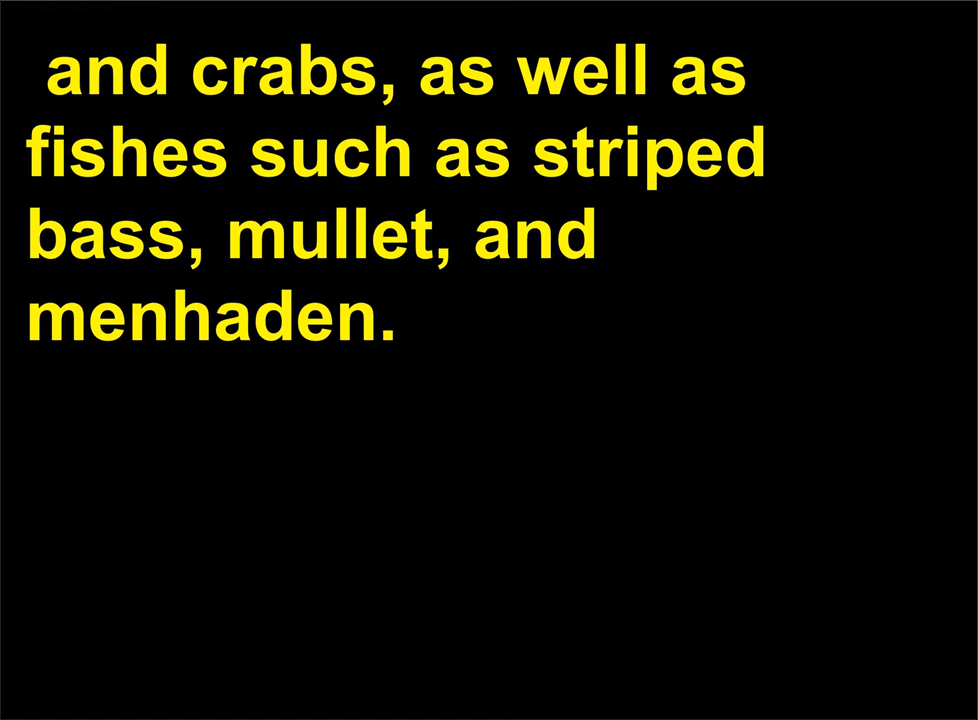 and crabs, as well as
fishes such as striped
bass, mullet, and
menhaden.